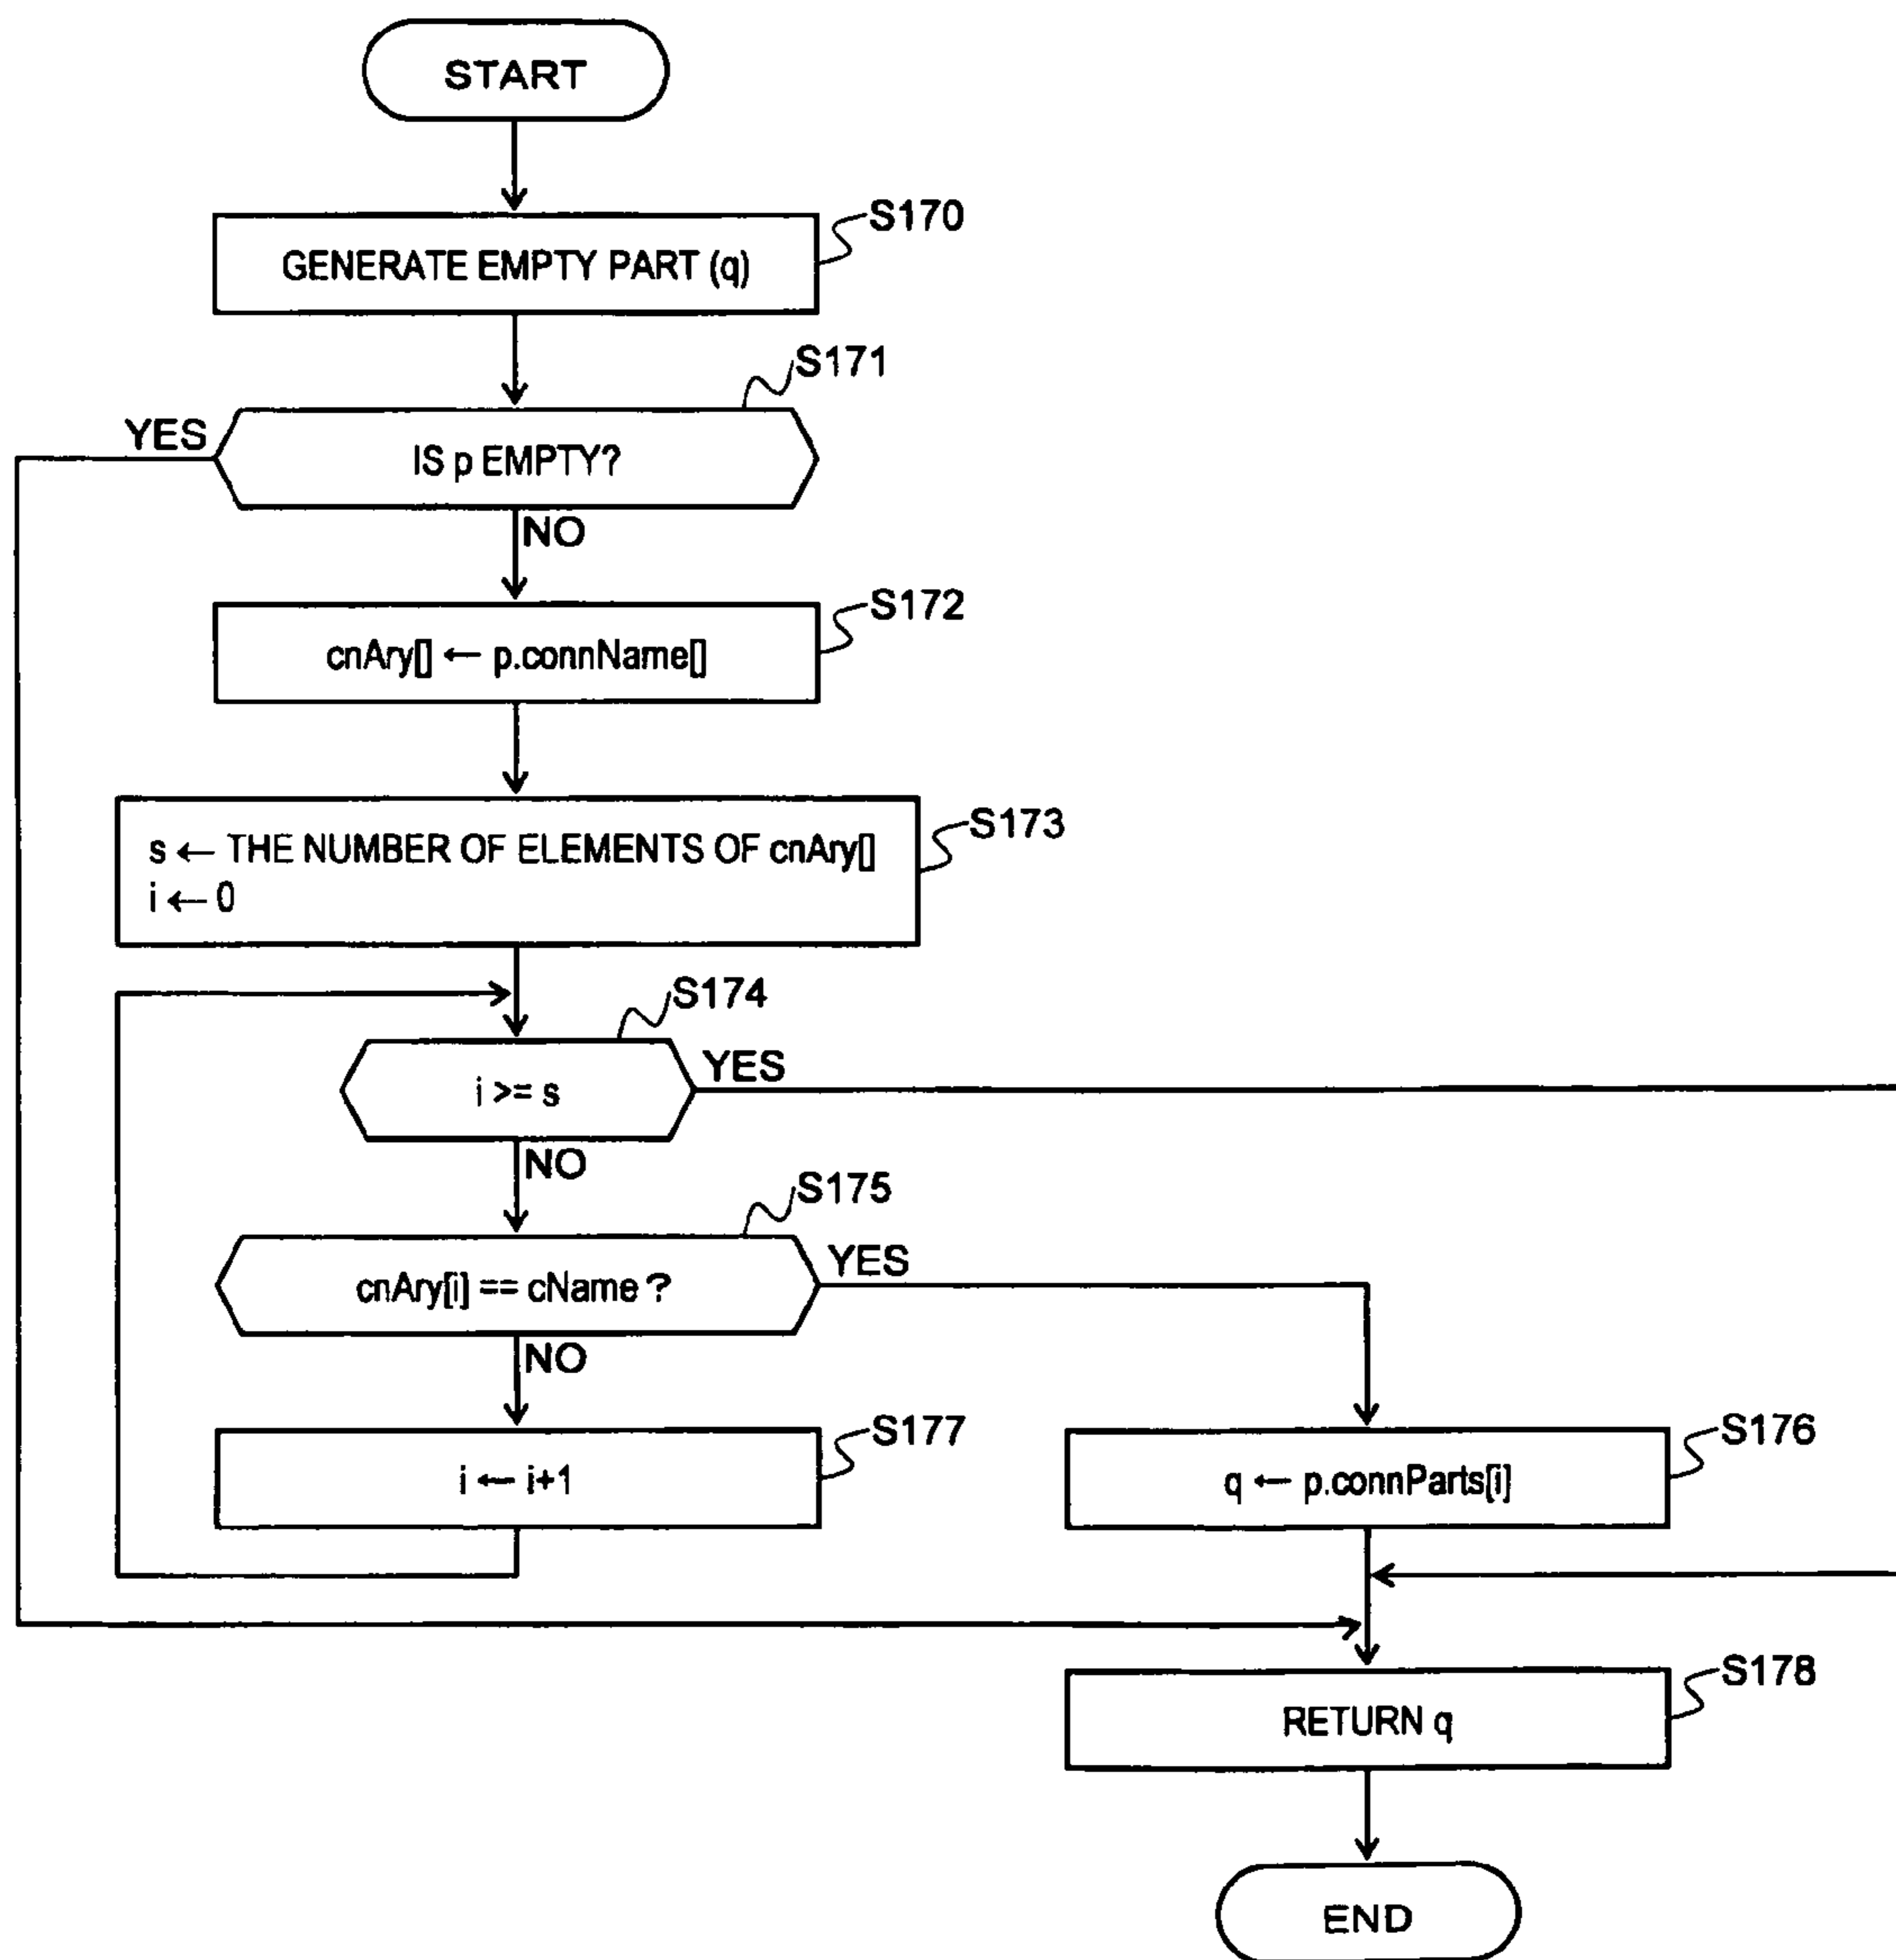 START
S170
GENERATE EMPTY PART (q)
S171
YES
IS p EMPTY?
NO
S172
cnAry[] ← p.connName[]
S173
s ← THE NUMBER OF ELEMENTS OF cnAry[]
i ← 0
S174
YES
i >= s
NO
S175
YES
cnAry[i] == cName ?
NO
S177
i ← i+1
S176
q ← p.connParts[i]
S178
RETURN q
END